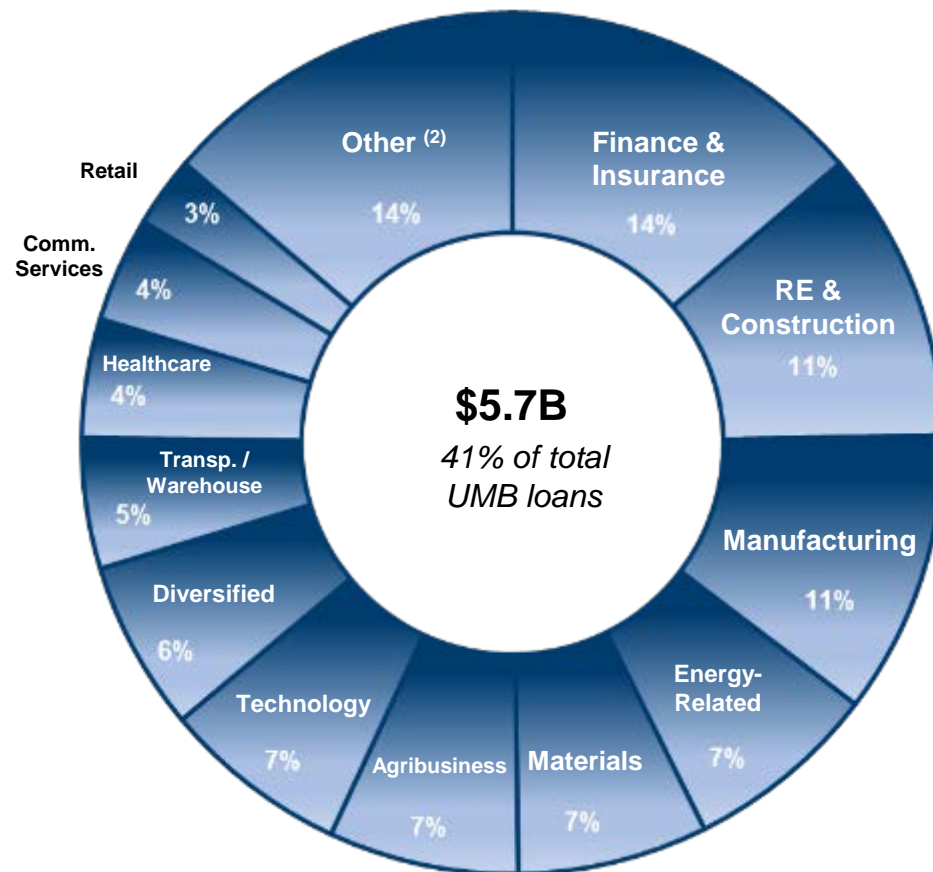 Other (2)
14%
Finance &
Insurance
14%
RE &
Construction
11%
Manufacturing
11%
Energy-
Related
7%
Materials
7%
Agribusiness
7%
Technology
7%
Diversified
6%
Transp. /
Warehouse
5%
Healthcare
4%
Comm.
Services
4%
Retail
3%
$5.7B
41% of total
UMB loans